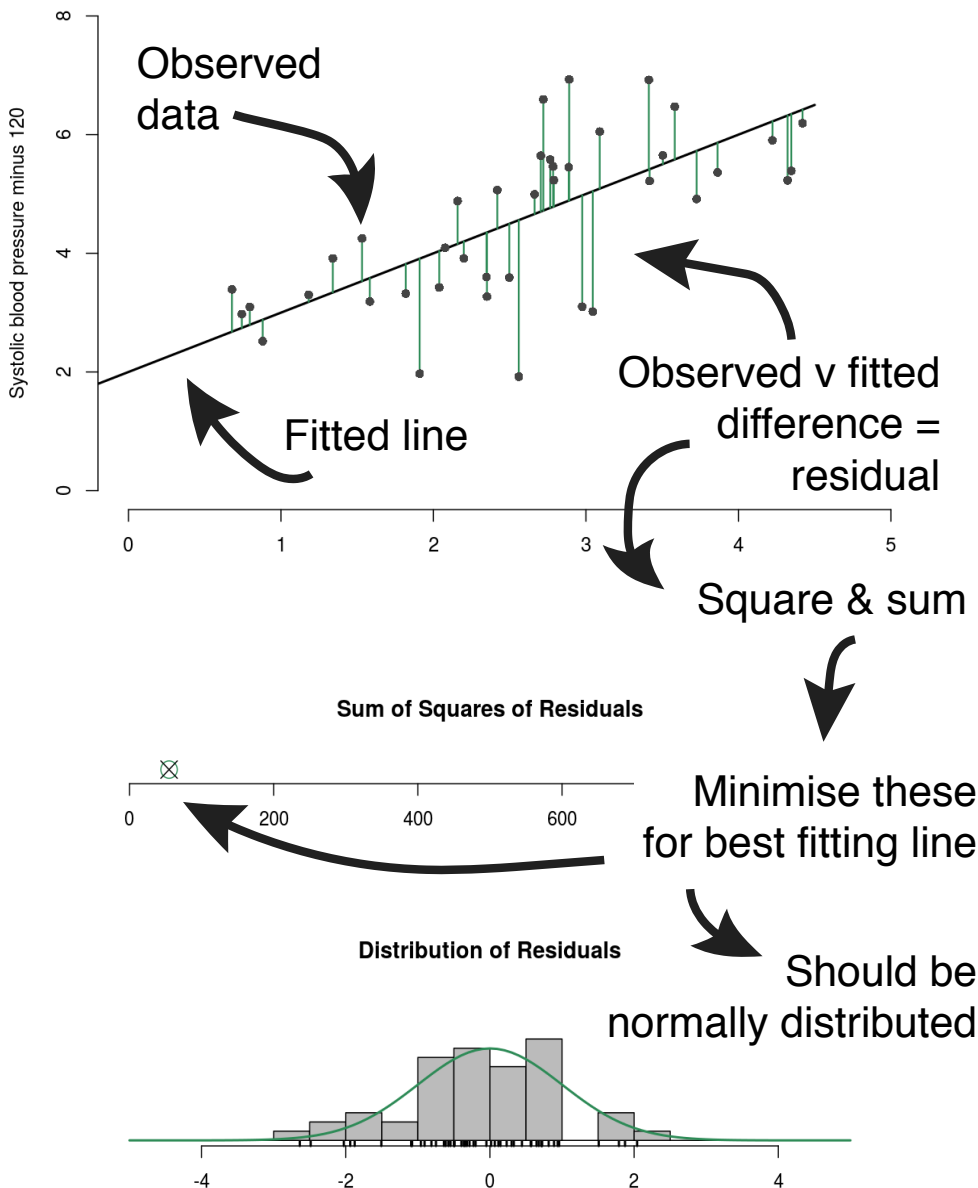 8
6
4
2
0
Systolic blood pressure minus 120
Observed
data
Fitted line
Observed v fitted
difference =
residual
0 1 2 3 4 5
Square & sum
Sum of Squares of Residuals
0 200 400 600
Minimise these
for best fitting line
Distribution of Residuals
Should be
normally distributed
-4 -2 0 2 4